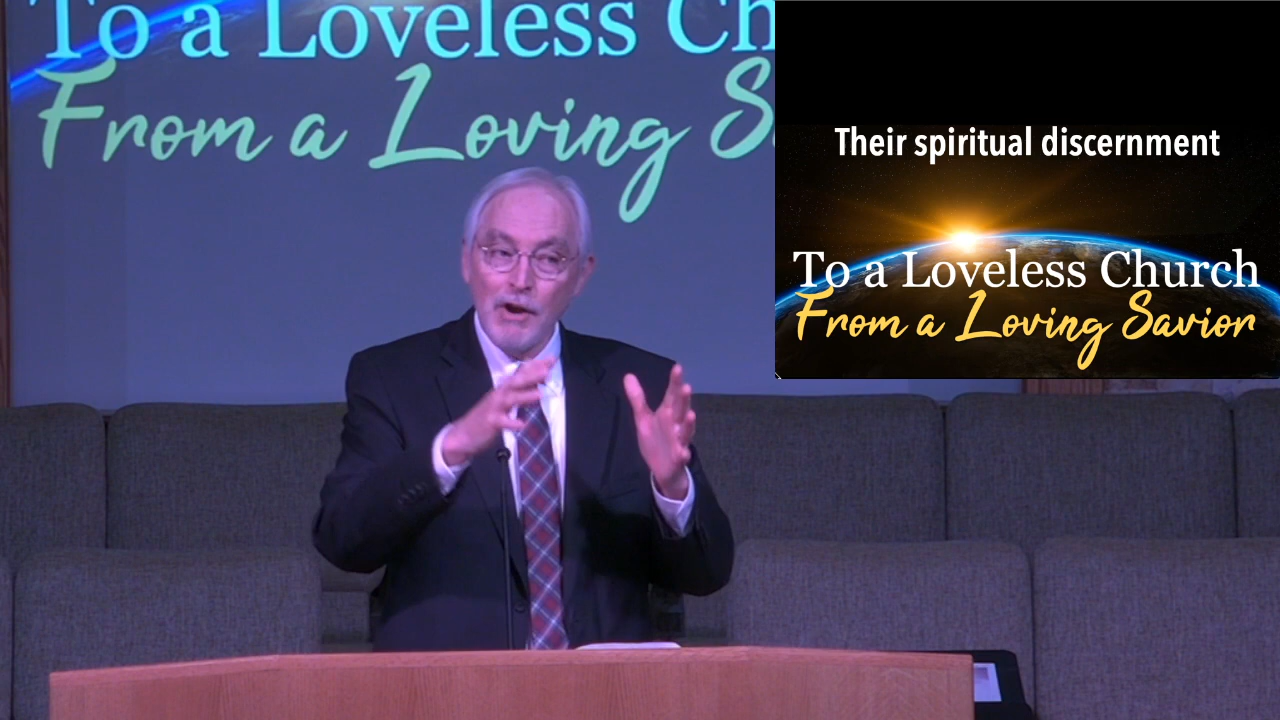 To a Loveless Ch
From a Loving S
Their spiritual discernment
To a Loveless Church
From a Loving Savior